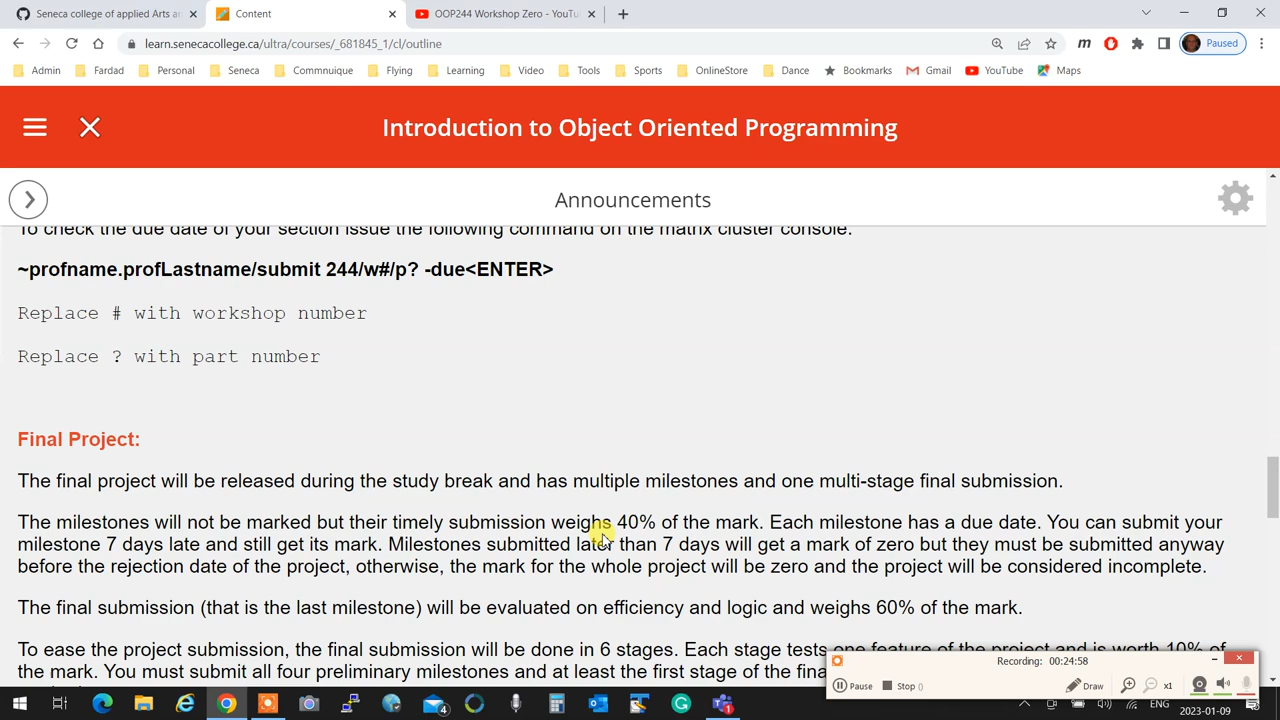 Seneca college of applied Arts an
Content
OOP244 Workshop Zero - YouTu
learn.senecacollege.ca/ultra/courses/_681845_1/cl/outline
Paused
Admin
Fardad
Personal
Seneca
Commnuique
Flying
Learning
Video
Tools
Sports
OnlineStore
Dance
Bookmarks
Gmail
YouTube
Maps
Introduction to Object Oriented Programming
Announcements
To check the due date of your section issue the following command on the matrix cluster console:
~profname.profLastname/submit 244/w#/p? -due<ENTER>
Replace # with workshop number
Replace ? with part number
Final Project:
The final project will be released during the study break and has multiple milestones and one multi-stage final submission.
The milestones will not be marked but their timely submission weighs 40% of the mark. Each milestone has a due date. You can submit your
milestone 7 days late and still get its mark. Milestones submitted later than 7 days will get a mark of zero but they must be submitted anyway
before the rejection date of the project, otherwise, the mark for the whole project will be zero and the project will be considered incomplete.
The final submission (that is the last milestone) will be evaluated on efficiency and logic and weighs 60% of the mark.
To ease the project submission, the final submission will be done in 6 stages. Each stage tests one feature of the project and is worth 10% of
the mark. You must submit all four preliminary milestones and at least the first stage of the fina
Recording: 00:24:58
Pause
Stop ()
Draw
x1
ENG
2023-01-09